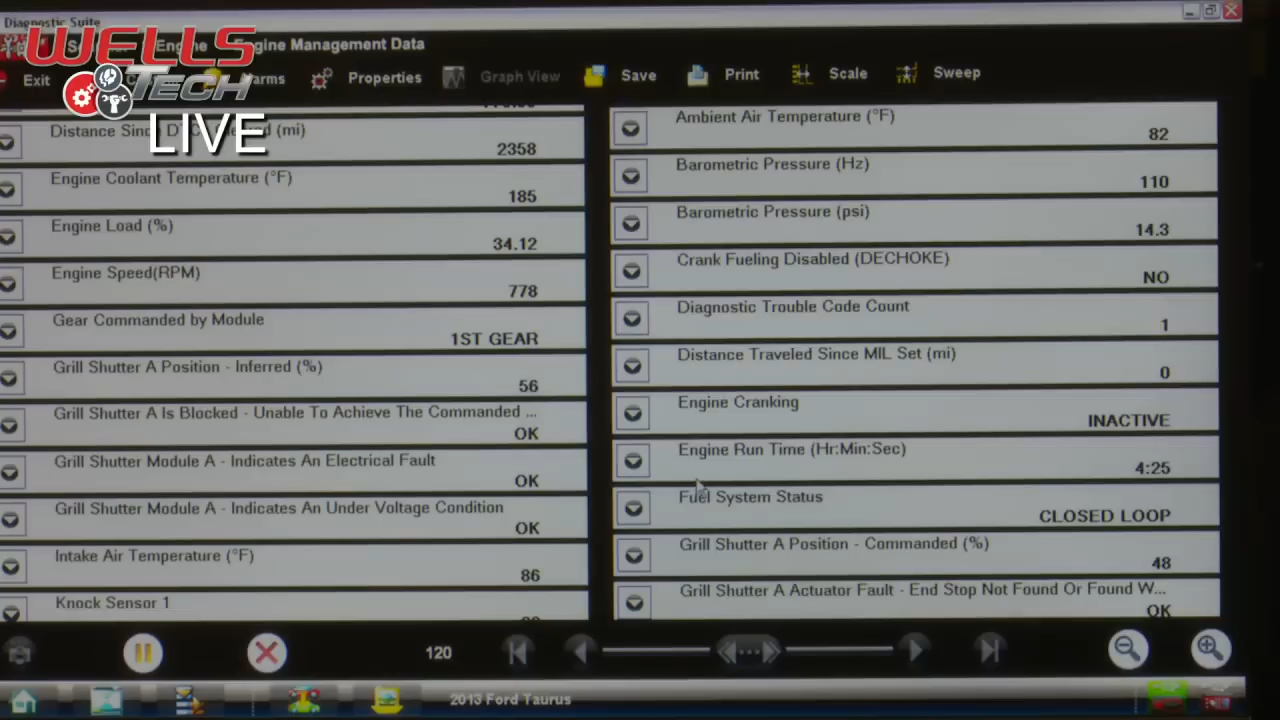 Diagnostic Suite
WELLS
TECH
LIVE
Engine Management Data
Exit
Properties
Graph View
Save
Print
Scale
Sweep
Distance (mi)
2358
Engine Coolant Temperature (°F)
185
Engine Load (%)
34.12
Engine Speed(RPM)
778
Gear Commanded by Module
1ST GEAR
Grill Shutter A Position - Inferred (%)
56
Grill Shutter A Is Blocked - Unable To Achieve The Commanded ...
OK
Grill Shutter Module A - Indicates An Electrical Fault
OK
Grill Shutter Module A - Indicates An Under Voltage Condition
OK
Intake Air Temperature (°F)
86
Knock Sensor 1
Ambient Air Temperature (°F)
82
Barometric Pressure (Hz)
110
Barometric Pressure (psi)
14.3
Crank Fueling Disabled (DECHOKE)
NO
Diagnostic Trouble Code Count
1
Distance Traveled Since MIL Set (mi)
0
Engine Cranking
INACTIVE
Engine Run Time (Hr:Min:Sec)
4:25
Fuel System Status
CLOSED LOOP
Grill Shutter A Position - Commanded (%)
48
Grill Shutter A Actuator Fault - End Stop Not Found Or Found W...
OK
120
2013 Ford Taurus